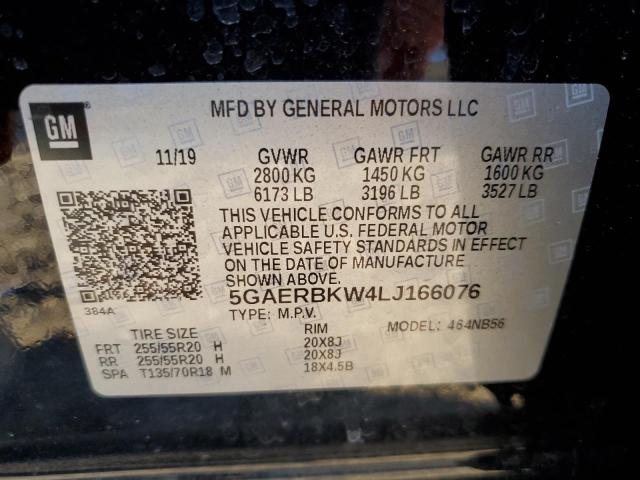 GM
MFD BY GENERAL MOTORS LLC
11/19 GVWR GAWR FRT GAWR RR
2800 KG 1450 KG 1600 KG
6173 LB 3196 LB 3527 LB
THIS VEHICLE CONFORMS TO ALL
APPLICABLE U.S. FEDERAL MOTOR
VEHICLE SAFETY STANDARDS IN EFFECT
ON THE DATE OF MANUFACTURE
SHOWN ABOVE.
384A
5GAERBKW4LJ166076
TYPE: M.P.V.
MODEL: 464NB56
TIRE SIZE RIM
FRT 255/55R20 H 20X8J
RR 255/55R20 H 20X8J
SPA T135/70R18 M 18X4.5B